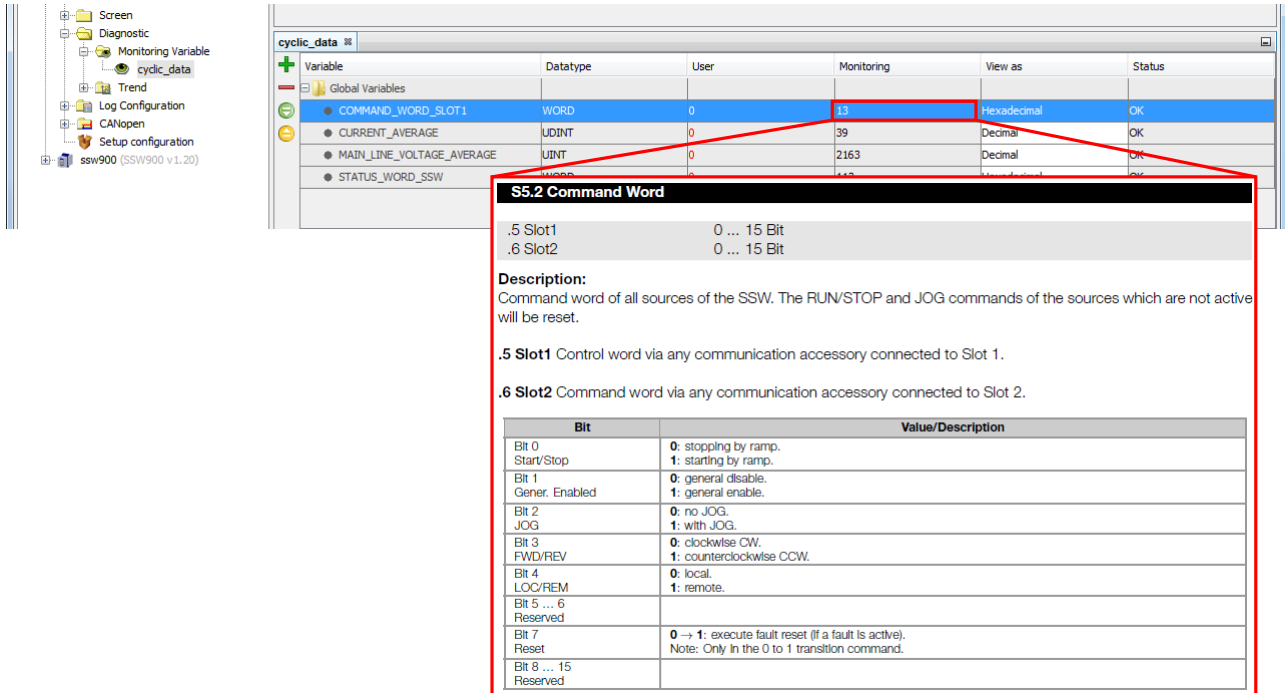 Screen
Diagnostic
Monitoring Variable
cyclic_data
Trend
Log Configuration
CANopen
Setup configuration
ssw900 (SSW900 v1.20)
cyclic_data
Variable Datatype User Monitoring View as Status
Global Variables
COMMAND_WORD_SLOT1 WORD 0 13 Hexadecimal OK
CURRENT_AVERAGE UDINT 0 39 Decimal OK
MAIN_LINE_VOLTAGE_AVERAGE UINT 0 2163 Decimal OK
STATUS_WORD_SSW
S5.2 Command Word
.5 Slot1 0 ... 15 Bit
.6 Slot2 0 ... 15 Bit
Description:
Command word of all sources of the SSW. The RUN/STOP and JOG commands of the sources which are not active
will be reset.
.5 Slot1 Control word via any communication accessory connected to Slot 1.
.6 Slot2 Command word via any communication accessory connected to Slot 2.
Bit Value/Description
Bit 0 0: stopping by ramp.
Start/Stop 1: starting by ramp.
Bit 1 0: general disable.
Gener. Enabled 1: general enable.
Bit 2 0: no JOG.
JOG 1: with JOG.
Bit 3 0: clockwise CW.
FWD/REV 1: counterclockwise CCW.
Bit 4 0: local.
LOC/REM 1: remote.
Bit 5 ... 6
Reserved
Bit 7 0 → 1: execute fault reset (if a fault is active).
Reset Note: Only in the 0 to 1 transition command.
Bit 8 ... 15
Reserved